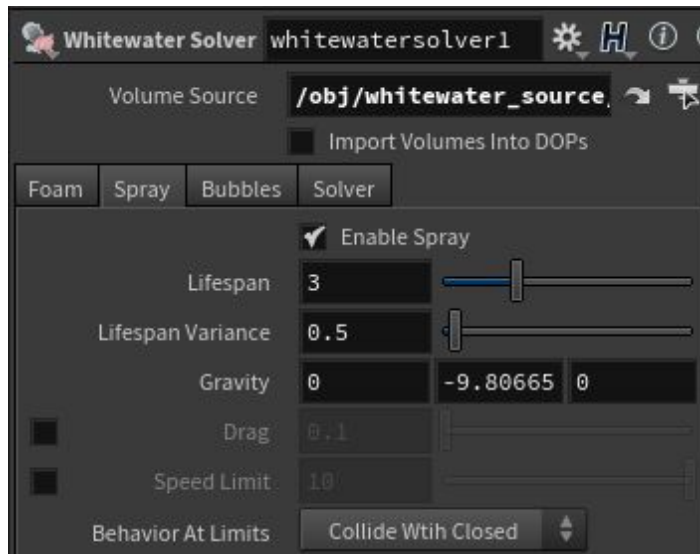 Whitewater Solver whitewatersolver1
Volume Source /obj/whitewater_source
Import Volumes Into DOPs
Foam Spray Bubbles Solver
Enable Spray
Lifespan 3
Lifespan Variance 0.5
Gravity 0 -9.80665 0
Drag 0.1
Speed Limit 10
Behavior At Limits Collide Wtih Closed